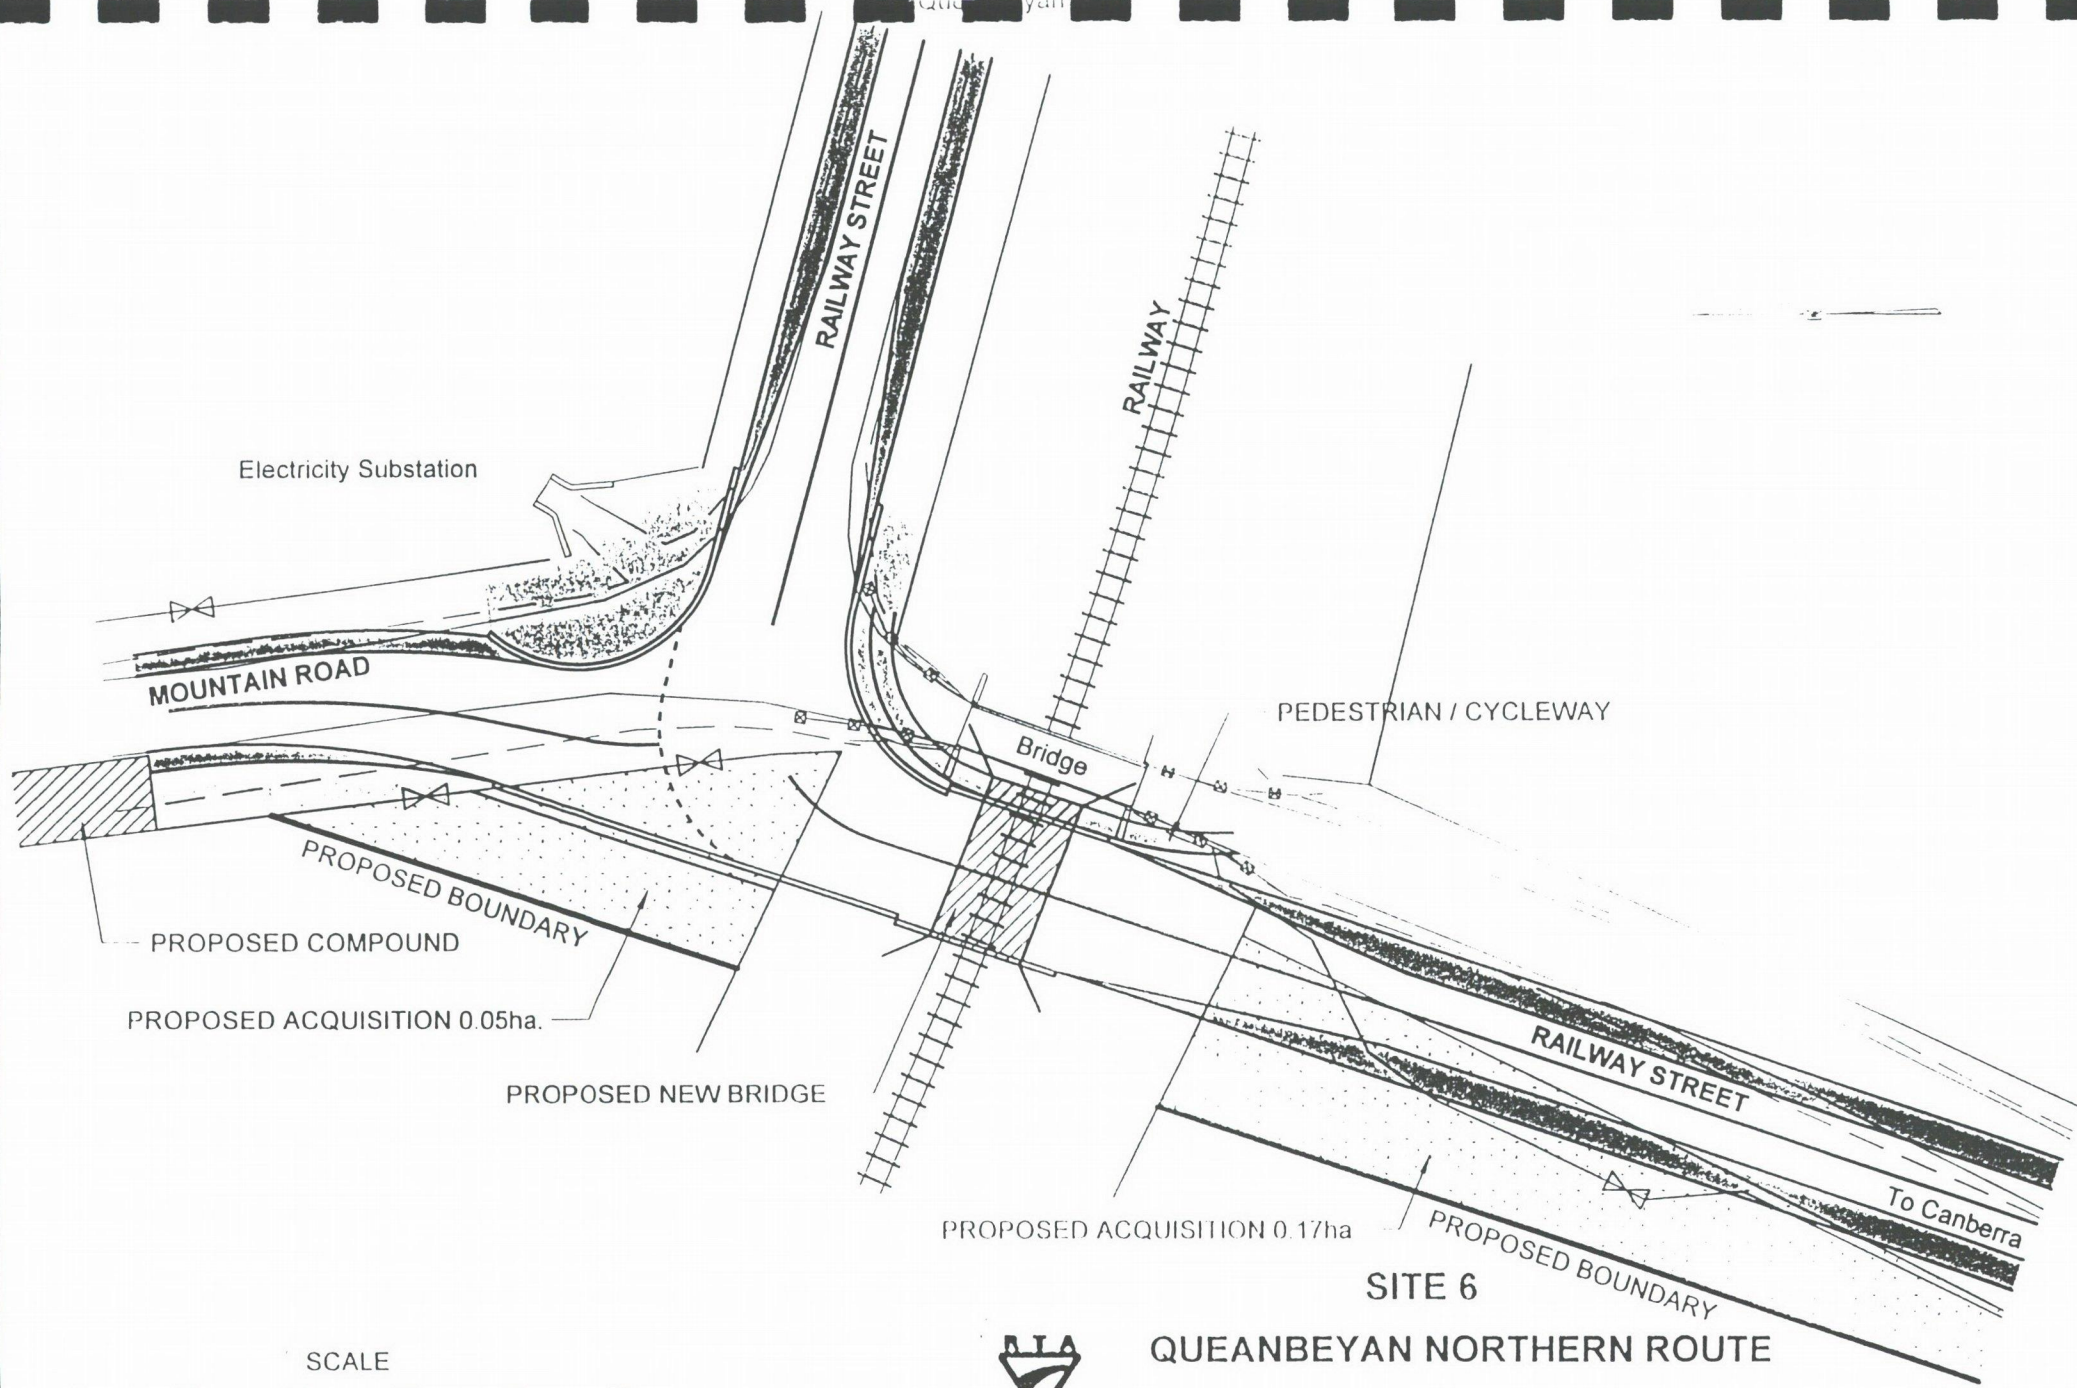 RAILWAY STREET
RAILWAY
Electricity Substation
MOUNTAIN ROAD
PEDESTRIAN / CYCLEWAY
Bridge
PROPOSED BOUNDARY
PROPOSED COMPOUND
PROPOSED ACQUISITION 0.05ha.
PROPOSED NEW BRIDGE
RAILWAY STREET
To Canberra
PROPOSED ACQUISITION 0.17ha
PROPOSED BOUNDARY
SITE 6
QUEANBEYAN NORTHERN ROUTE
RTA
SCALE